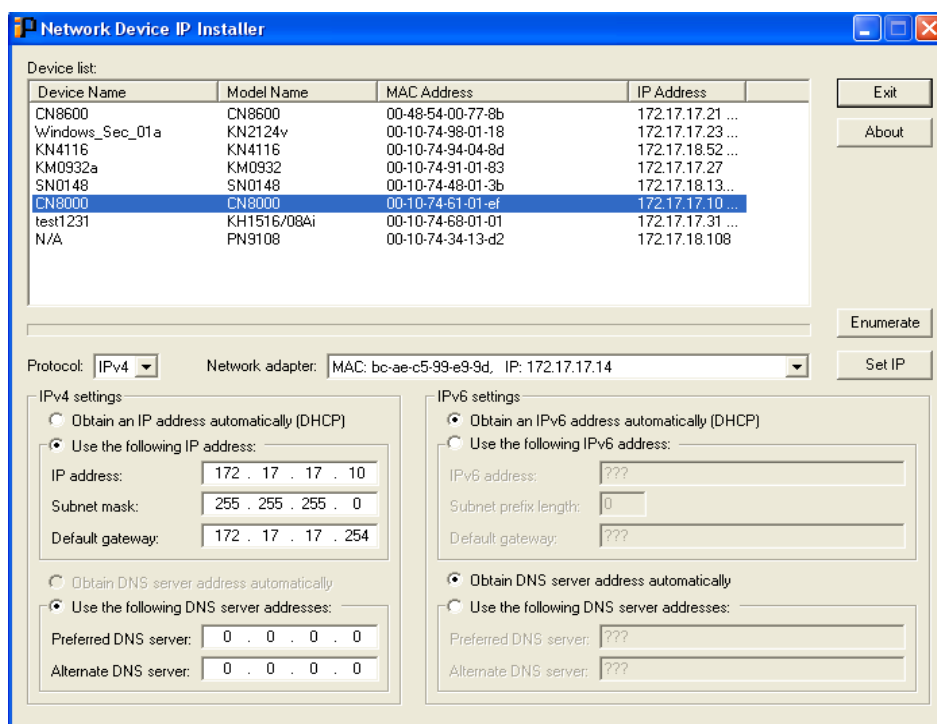 Network Device IP Installer
Device list:
Device Name Model Name MAC Address IP Address
CN8600 CN8600 00-48-54-00-77-8b 172.17.17.21 ...
Windows_Sec_01a KN2124v 00-10-74-98-01-18 172.17.17.23 ...
KN4116 KN4116 00-10-74-94-04-8d 172.17.18.52 ...
KM0932a KM0932 00-10-74-91-01-83 172.17.17.27
SN0148 SN0148 00-10-74-48-01-3b 172.17.18.13...
CN8000 CN8000 00-10-74-61-01-ef 172.17.17.10 ...
test1231 KH1516/08Ai 00-10-74-68-01-01 172.17.17.31 ...
N/A PN9108 00-10-74-34-13-d2 172.17.18.108
Exit
About
Enumerate
Protocol: IPv4 Network adapter: MAC: bc-ae-c5-99-e9-9d, IP: 172.17.17.14 Set IP
IPv4 settings
Obtain an IP address automatically (DHCP)
Use the following IP address:
IP address: 172 . 17 . 17 . 10
Subnet mask: 255 . 255 . 255 . 0
Default gateway: 172 . 17 . 17 . 254
Obtain DNS server address automatically
Use the following DNS server addresses:
Preferred DNS server: 0 . 0 . 0 . 0
Alternate DNS server: 0 . 0 . 0 . 0
IPv6 settings
Obtain an IPv6 address automatically (DHCP)
Use the following IPv6 address:
IPv6 address: ???
Subnet prefix length: 0
Default gateway: ???
Obtain DNS server address automatically
Use the following DNS server addresses:
Preferred DNS server: ???
Alternate DNS server: ???